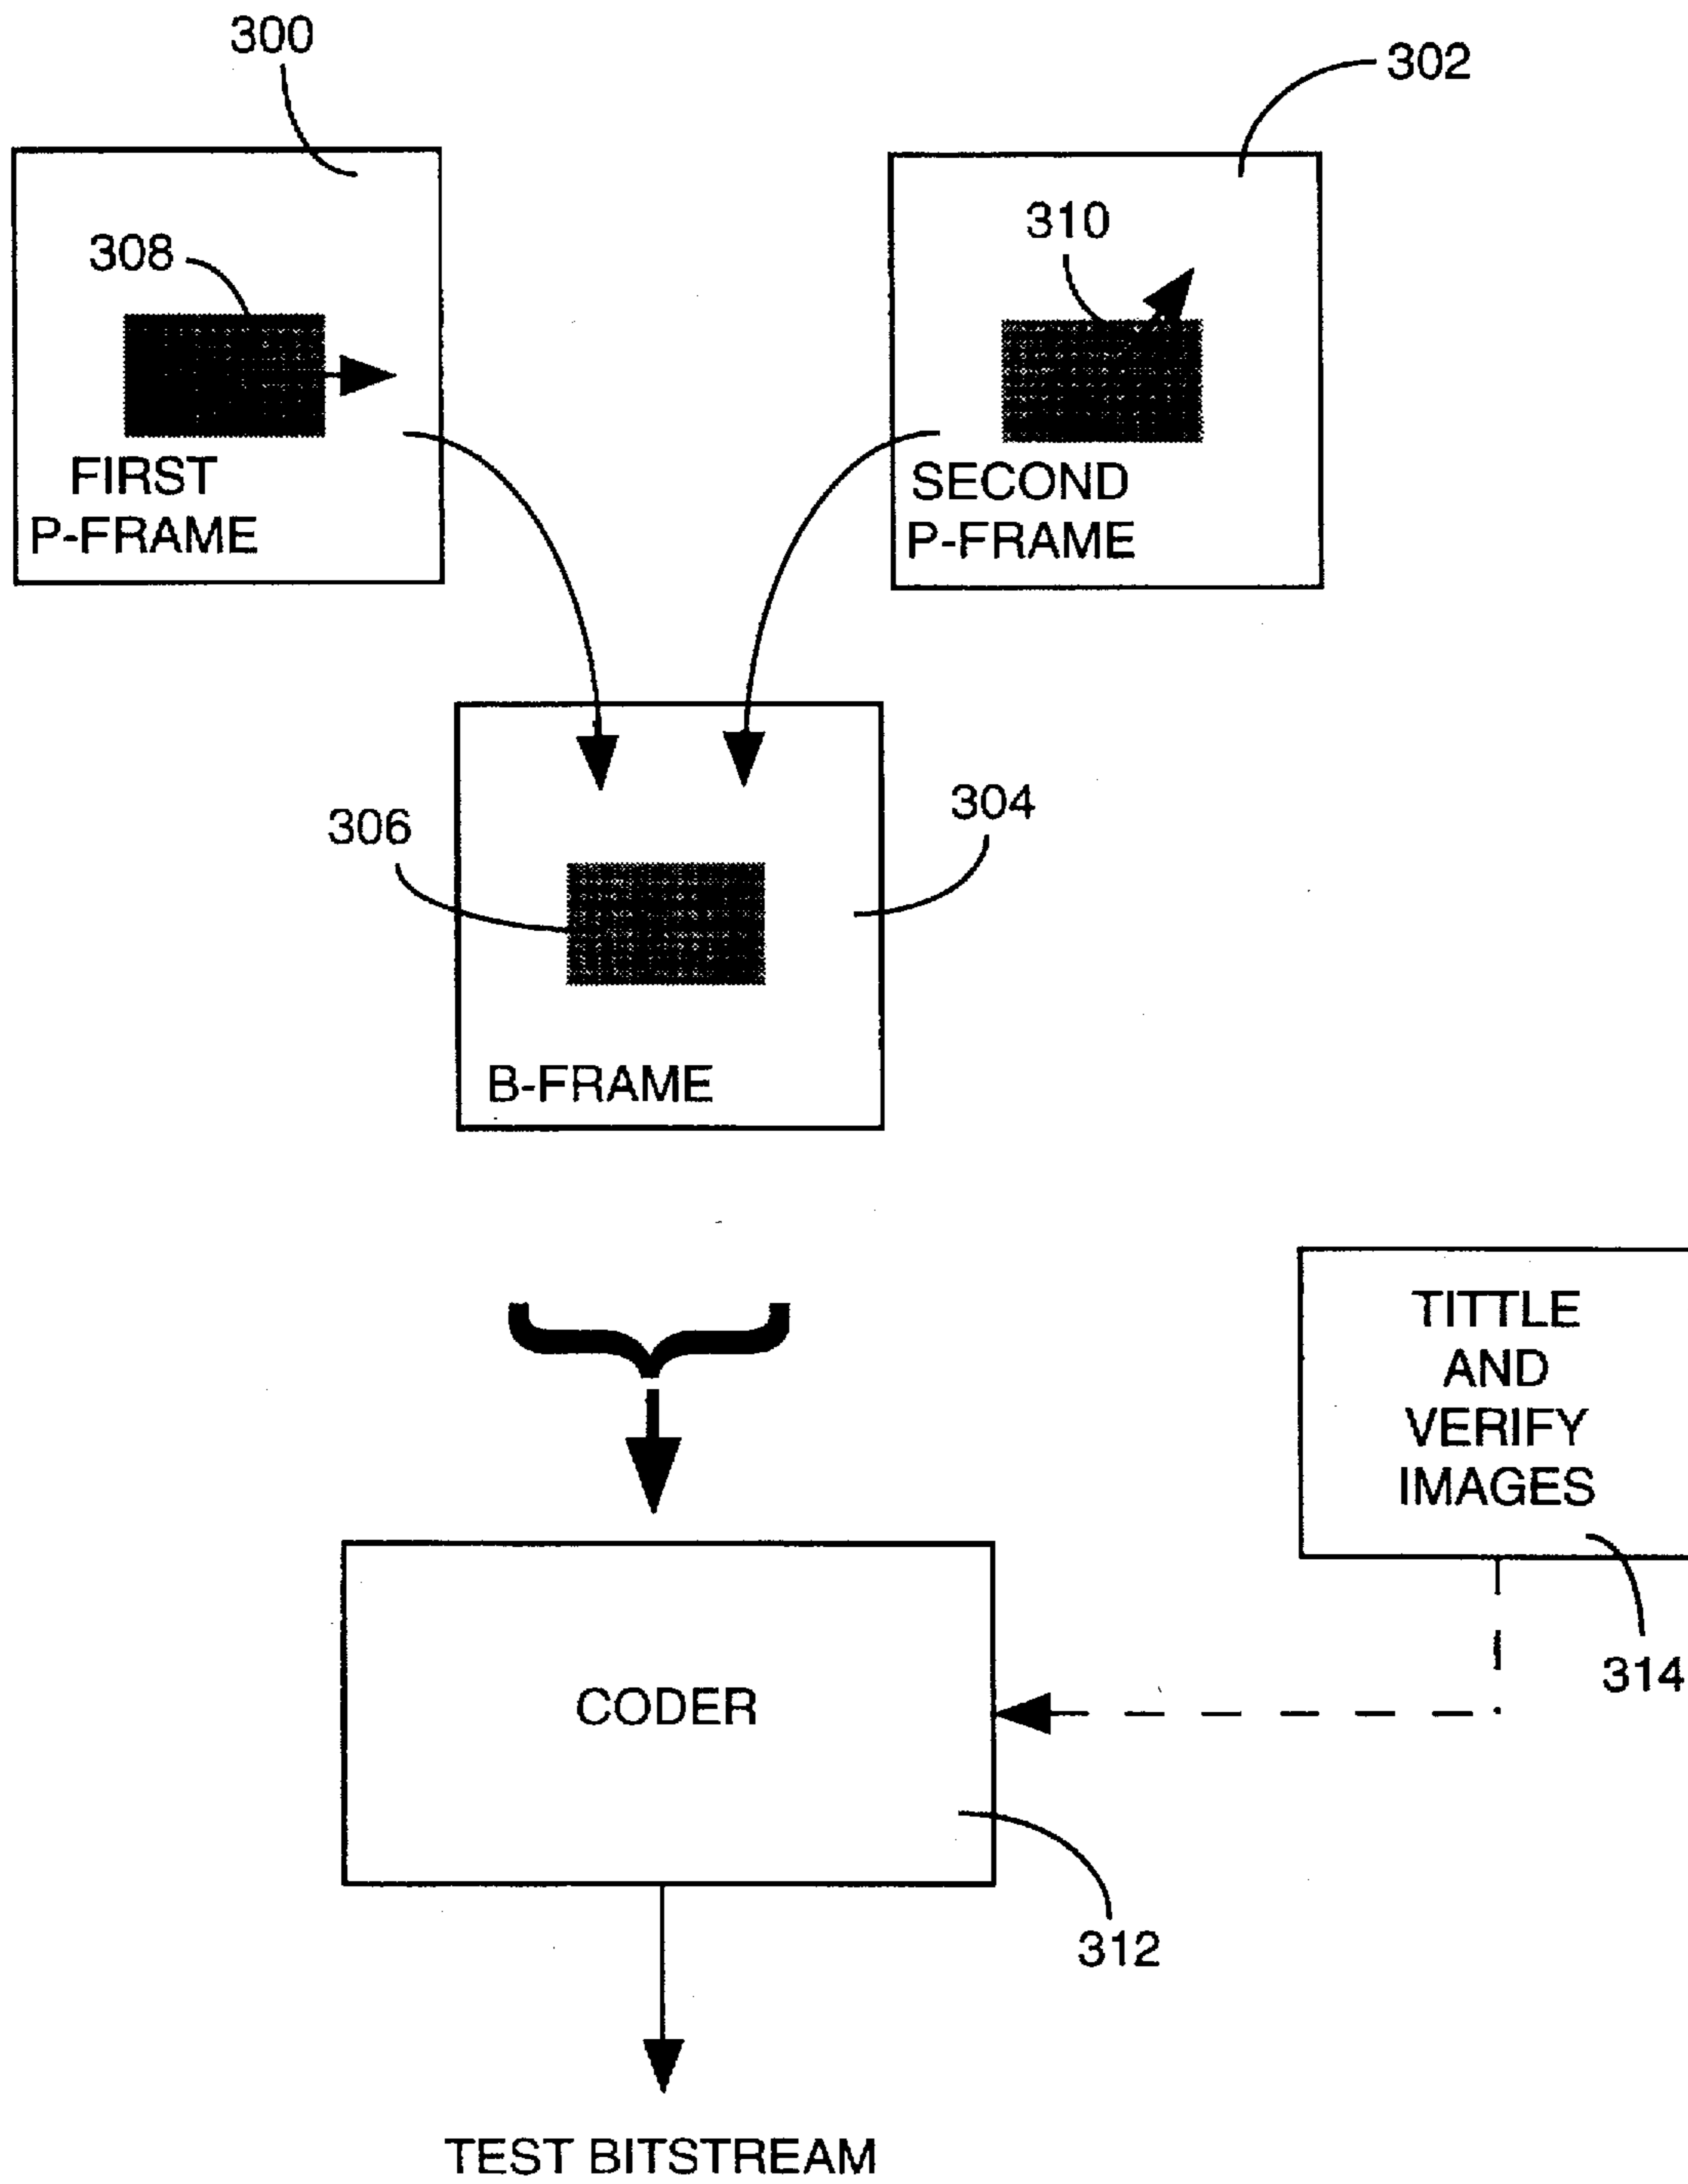 300
302
308
310
FIRST
P-FRAME
SECOND
P-FRAME
306
304
B-FRAME
TITTLE
AND
VERIFY
IMAGES
314
CODER
312
TEST BITSTREAM